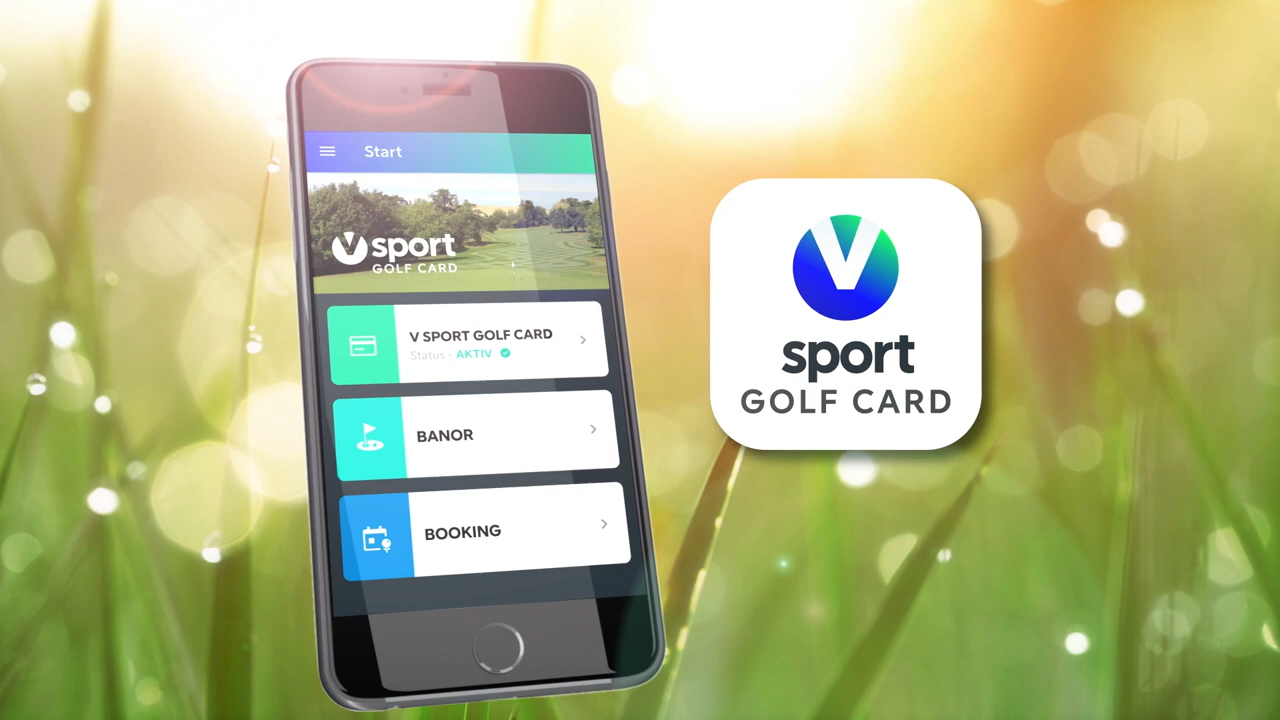 Start
V sport
GOLF CARD
V SPORT GOLF CARD
Status - AKTIV
BANOR
BOOKING
V
sport
GOLF CARD